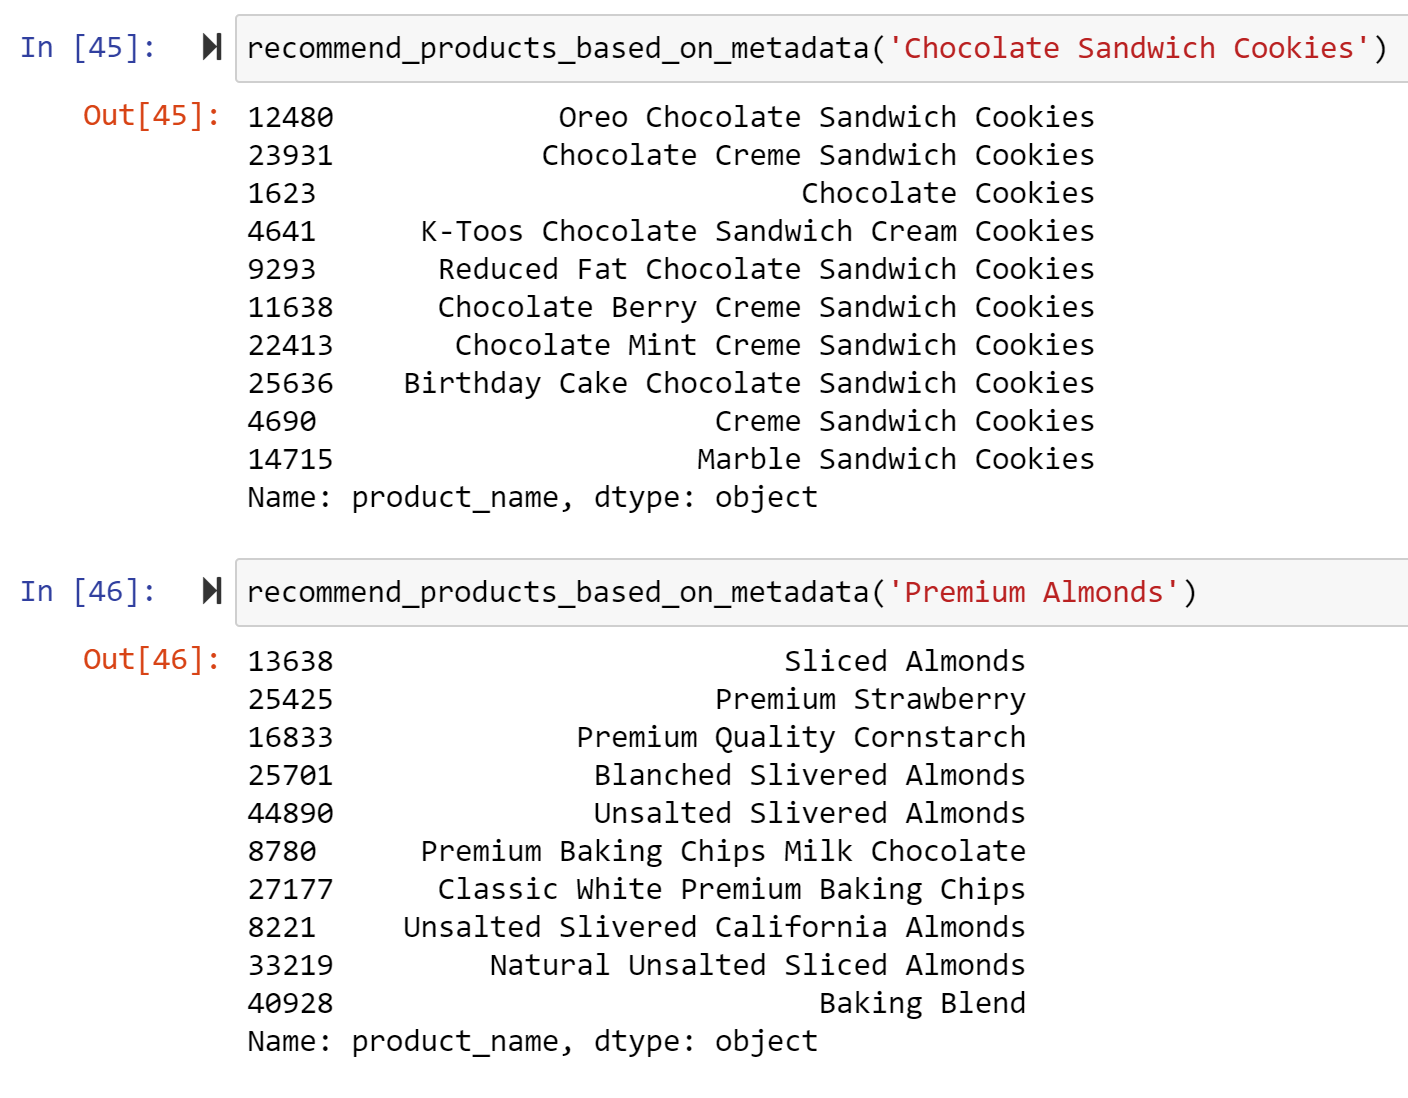 In [45]: recommend_products_based_on_metadata('Chocolate Sandwich Cookies')
Out[45]: 12480 Oreo Chocolate Sandwich Cookies
23931 Chocolate Creme Sandwich Cookies
1623 Chocolate Cookies
4641 K-Toos Chocolate Sandwich Cream Cookies
9293 Reduced Fat Chocolate Sandwich Cookies
11638 Chocolate Berry Creme Sandwich Cookies
22413 Chocolate Mint Creme Sandwich Cookies
25636 Birthday Cake Chocolate Sandwich Cookies
4690 Creme Sandwich Cookies
14715 Marble Sandwich Cookies
Name: product_name, dtype: object
In [46]: recommend_products_based_on_metadata('Premium Almonds')
Out[46]: 13638 Sliced Almonds
25425 Premium Strawberry
16833 Premium Quality Cornstarch
25701 Blanched Slivered Almonds
44890 Unsalted Slivered Almonds
8780 Premium Baking Chips Milk Chocolate
27177 Classic White Premium Baking Chips
8221 Unsalted Slivered California Almonds
33219 Natural Unsalted Sliced Almonds
40928 Baking Blend
Name: product_name, dtype: object